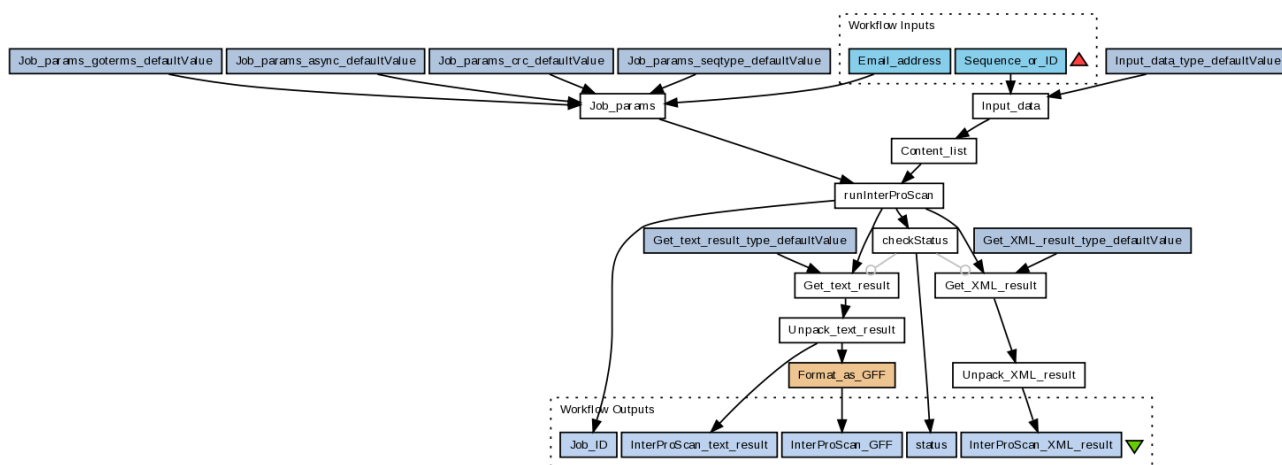 Workflow Inputs
Job_params_goterms_defaultValue
Job_params_async_defaultValue
Job_params_crc_defaultValue
Job_params_seqtype_defaultValue
Email_address
Sequence_or_ID
Input_data_type_defaultValue
Job_params
Input_data
Content_list
runInterProScan
Get_text_result_type_defaultValue
checkStatus
Get_XML_result_type_defaultValue
Get_text_result
Get_XML_result
Unpack_text_result
Format_as_GFF
Unpack_XML_result
Workflow Outputs
Job_ID
InterProScan_text_result
InterProScan_GFF
status
InterProScan_XML_result